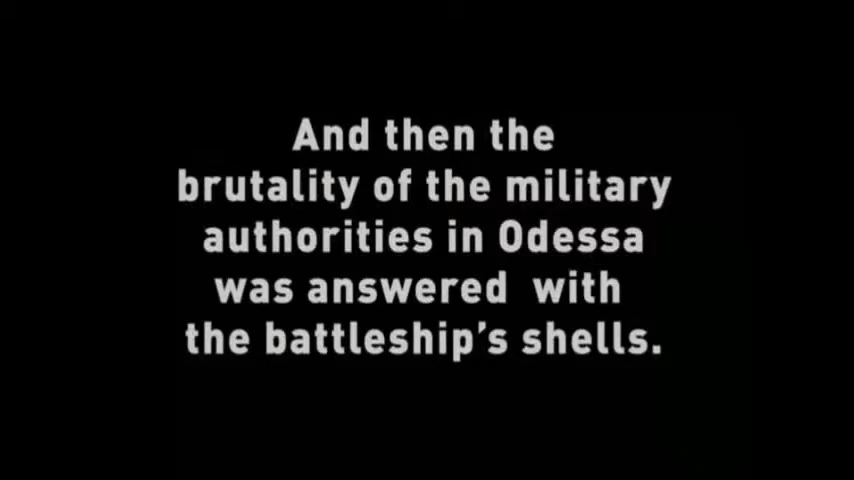 And then the
brutality of the military
authorities in Odessa
was answered  with
the battleship’s shells.